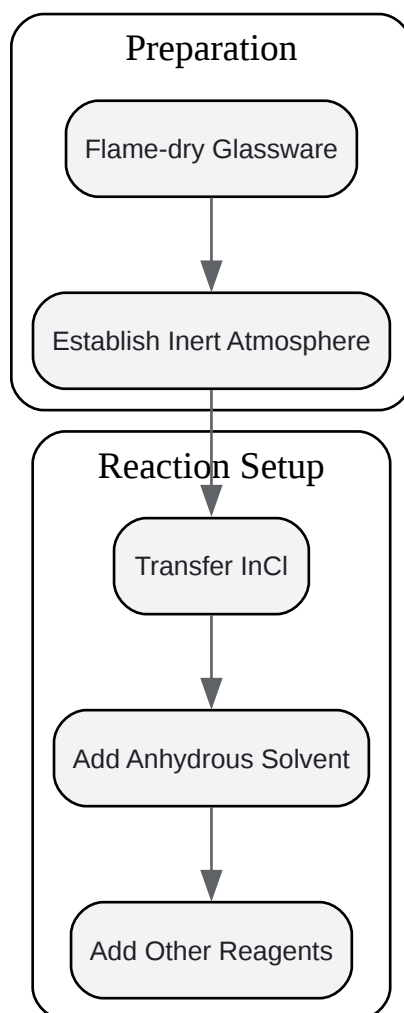 Preparation
Flame-dry Glassware
Establish Inert Atmosphere
Reaction Setup
Transfer InCl
Add Anhydrous Solvent
Add Other Reagents